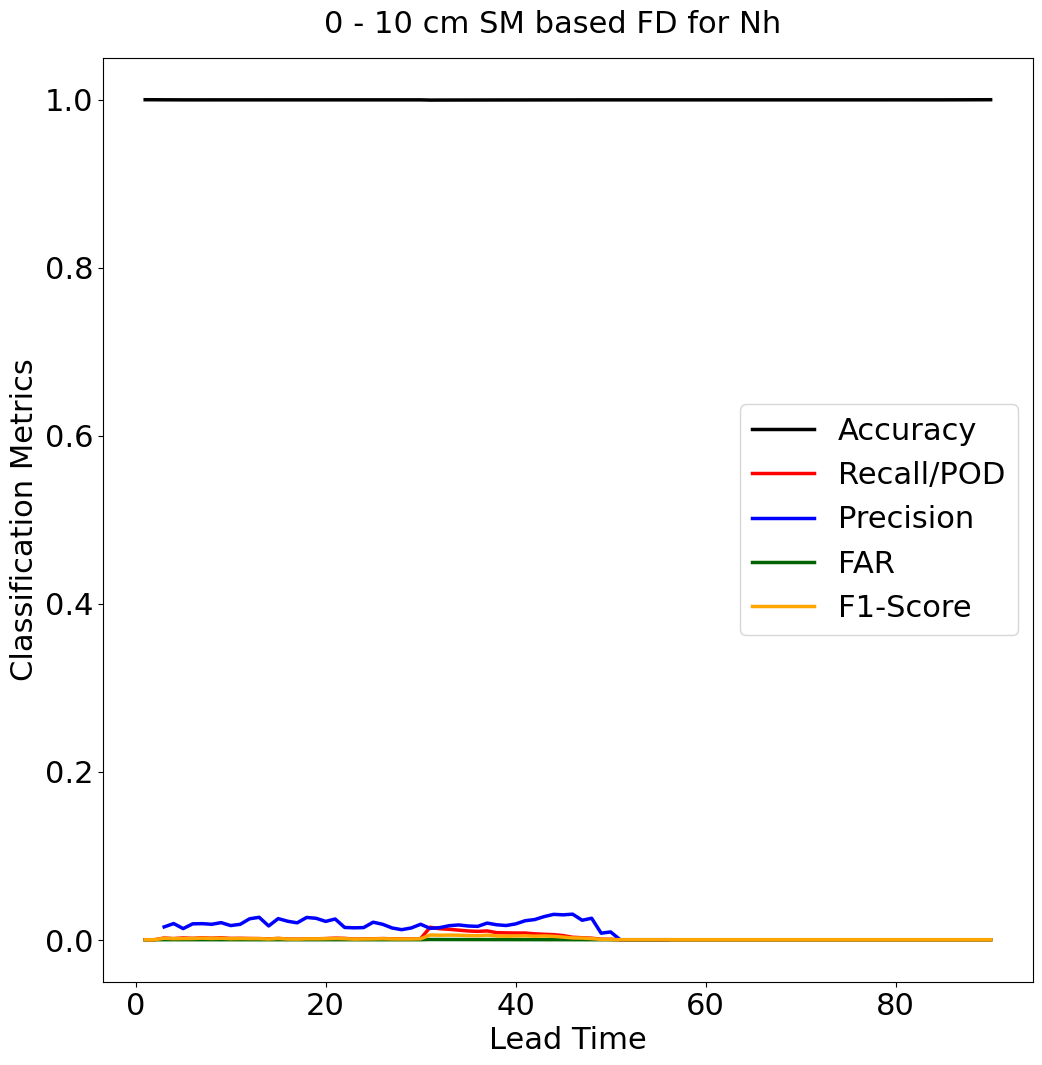 0 - 10 cm SM based FD for Nh
1.0
0.8
0.6
0.4
0.2
0.0
Classification Metrics
Accuracy
Recall/POD
Precision
FAR
F1-Score
0 20 40 60 80
Lead Time